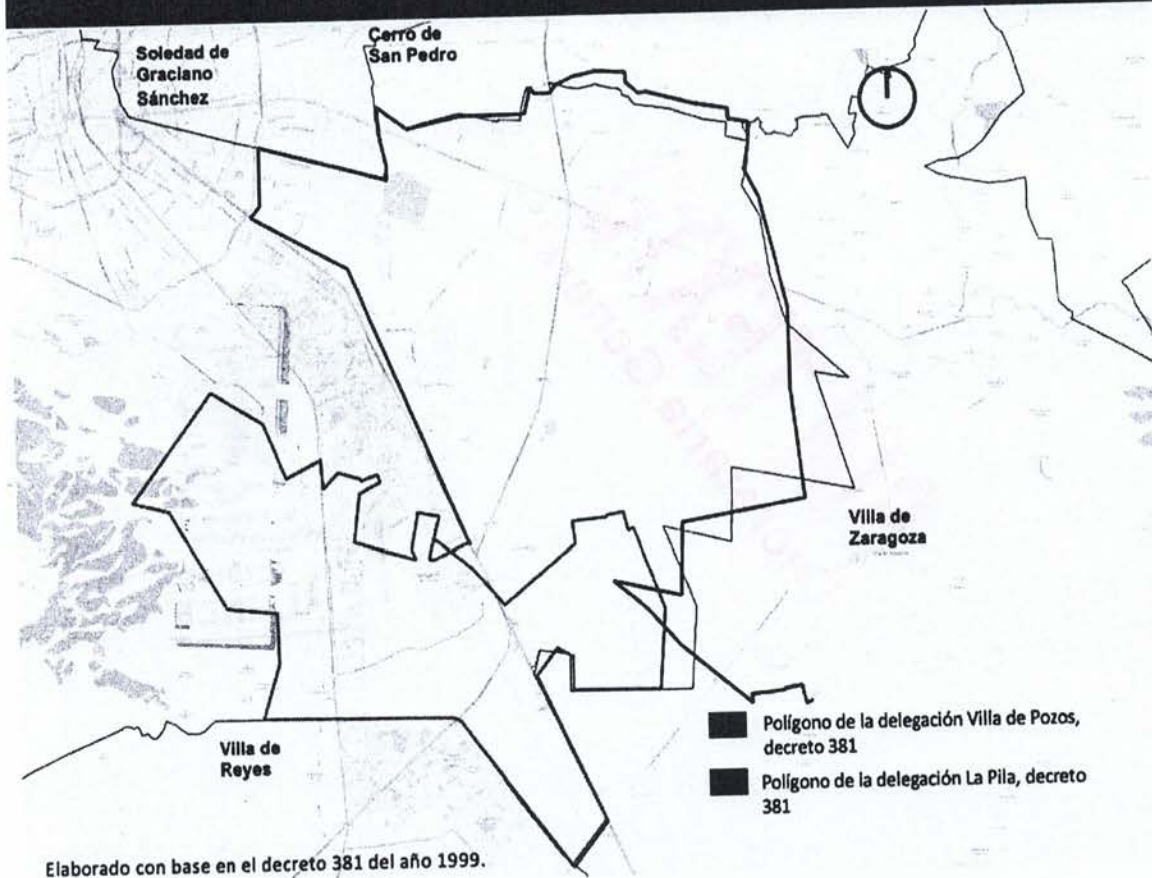 Soledad de
Graciano
Sánchez
Cerro de
San Pedro
Villa de
Zaragoza
Villa de
Reyes
Polígono de la delegación Villa de Pozos,
decreto 381
Polígono de la delegación La Pila, decreto
381
Elaborado con base en el decreto 381 del año 1999.